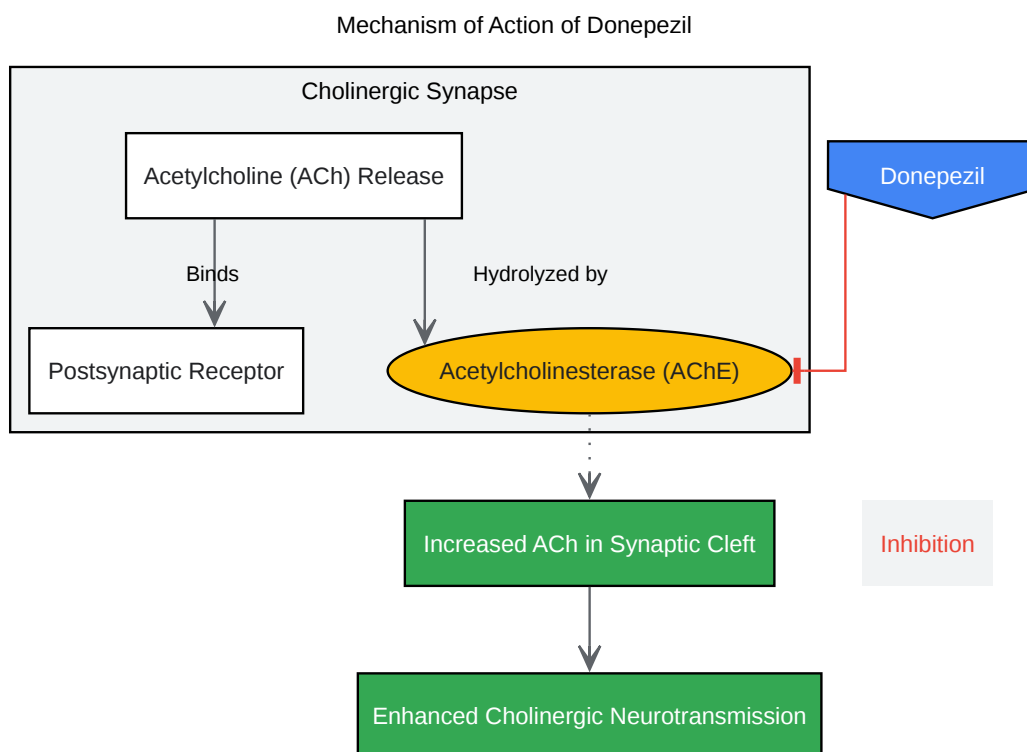 Mechanism of Action of Donepezil
Cholinergic Synapse
Acetylcholine (ACh) Release
Donepezil
Binds
Hydrolyzed by
Postsynaptic Receptor
Acetylcholinesterase (AChE)
Increased ACh in Synaptic Cleft
Inhibition
Enhanced Cholinergic Neurotransmission